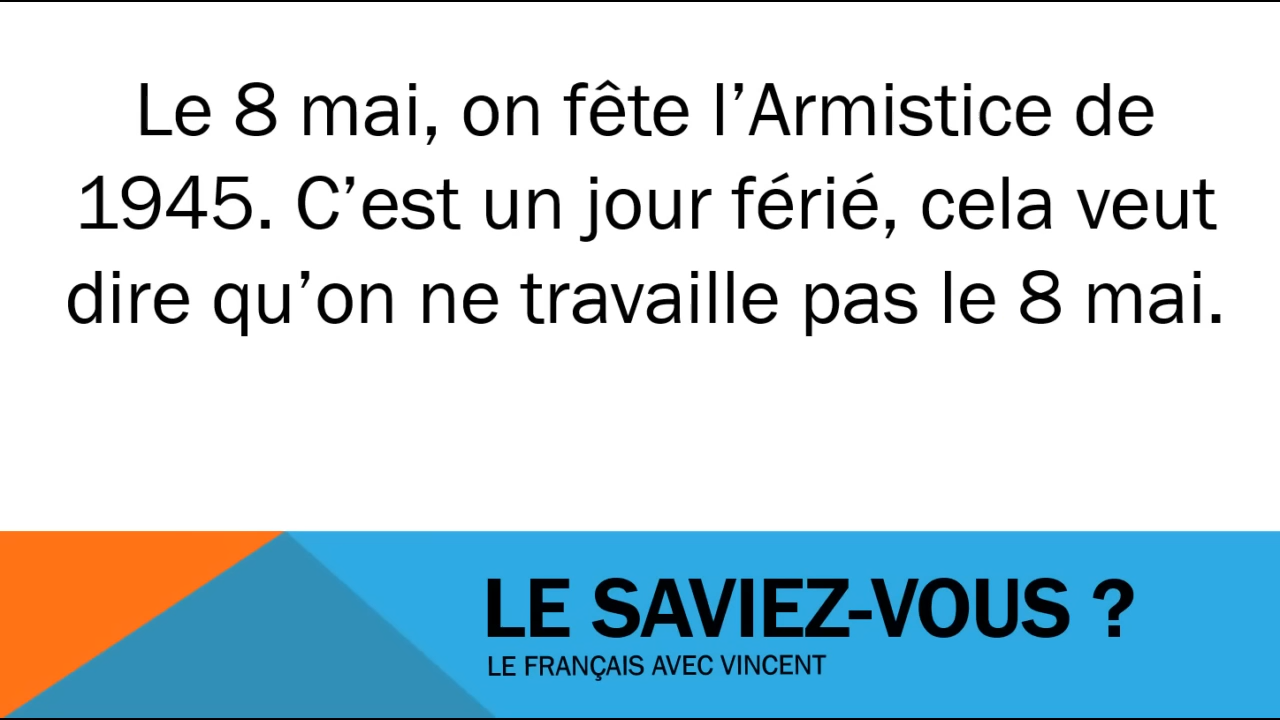 Le 8 mai, on fête l’Armistice de
1945. C’est un jour férié, cela veut
dire qu’on ne travaille pas le 8 mai.
LE SAVIEZ-VOUS ?
LE FRANÇAIS AVEC VINCENT